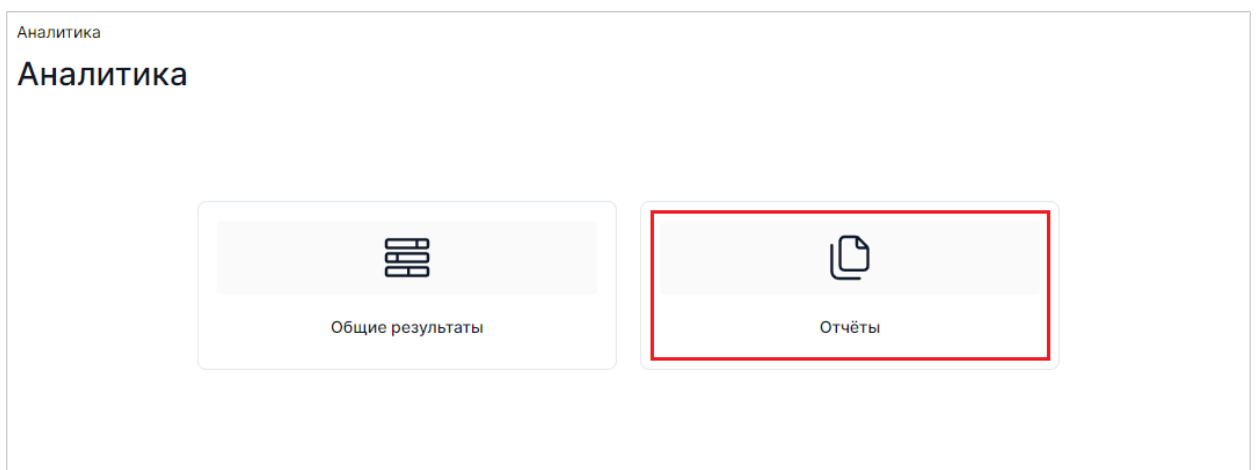 Аналитика
Аналитика
Общие результаты
Отчёты